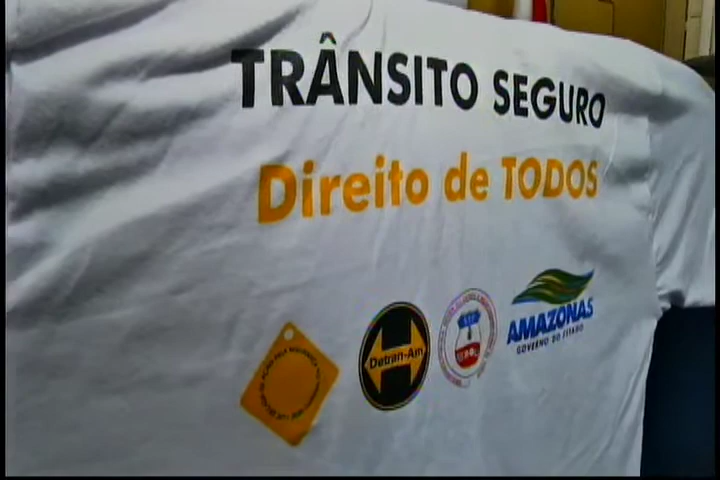 TRÂNSITO SEGURO
Direito de TODOS
Detran-Am
AMAZONAS
GOVERNO DO ESTADO